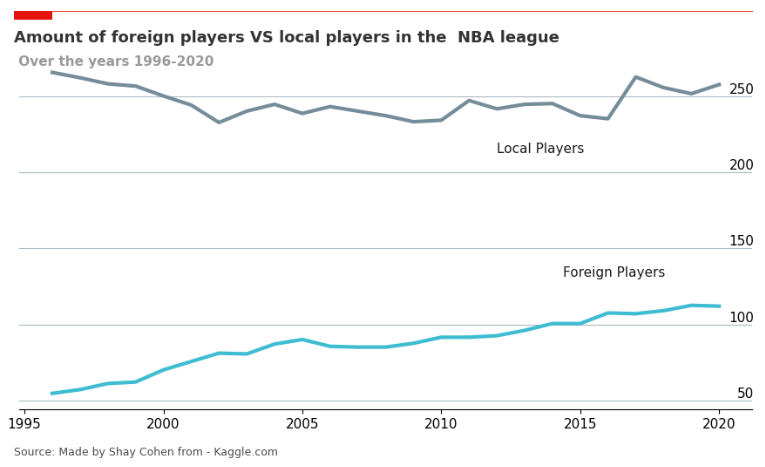 Amount of foreign players VS local players in the  NBA league
Over the years 1996-2020
250
Local Players
200
150
Foreign Players
100
50
1995 2000 2005 2010 2015 2020
Source: Made by Shay Cohen from - Kaggle.com